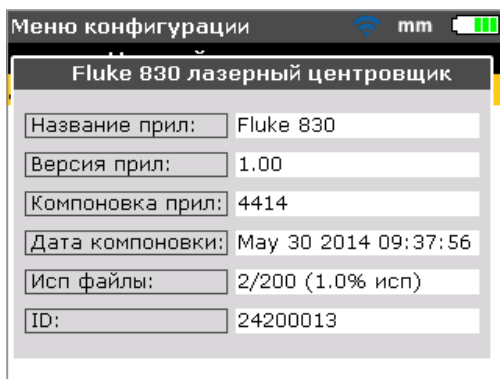 Меню конфигурации mm
Fluke 830 лазерный центровщик
Название прил: Fluke 830
Версия прил: 1.00
Компоновка прил: 4414
Дата компоновки: May 30 2014 09:37:56
Исп файлы: 2/200 (1.0% исп)
ID: 24200013